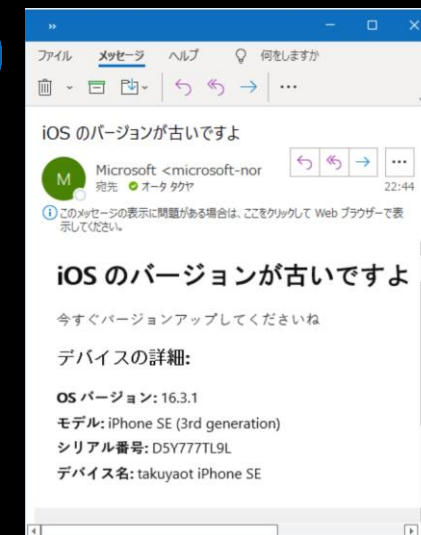 »
ファイル メッセージ ヘルプ 何をしますか
iOS のバージョンが古いですよ
M
Microsoft <microsoft-nor
宛先 オータ タクヤ
22:44
このメッセージの表示に問題がある場合は、ここをクリックして Web ブラウザーで表
示してください。
iOS のバージョンが古いですよ
今すぐバージョンアップしてくださいね
デバイスの詳細:
OS バージョン: 16.3.1
モデル: iPhone SE (3rd generation)
シリアル番号: D5Y777TL9L
デバイス名: takuyaot iPhone SE